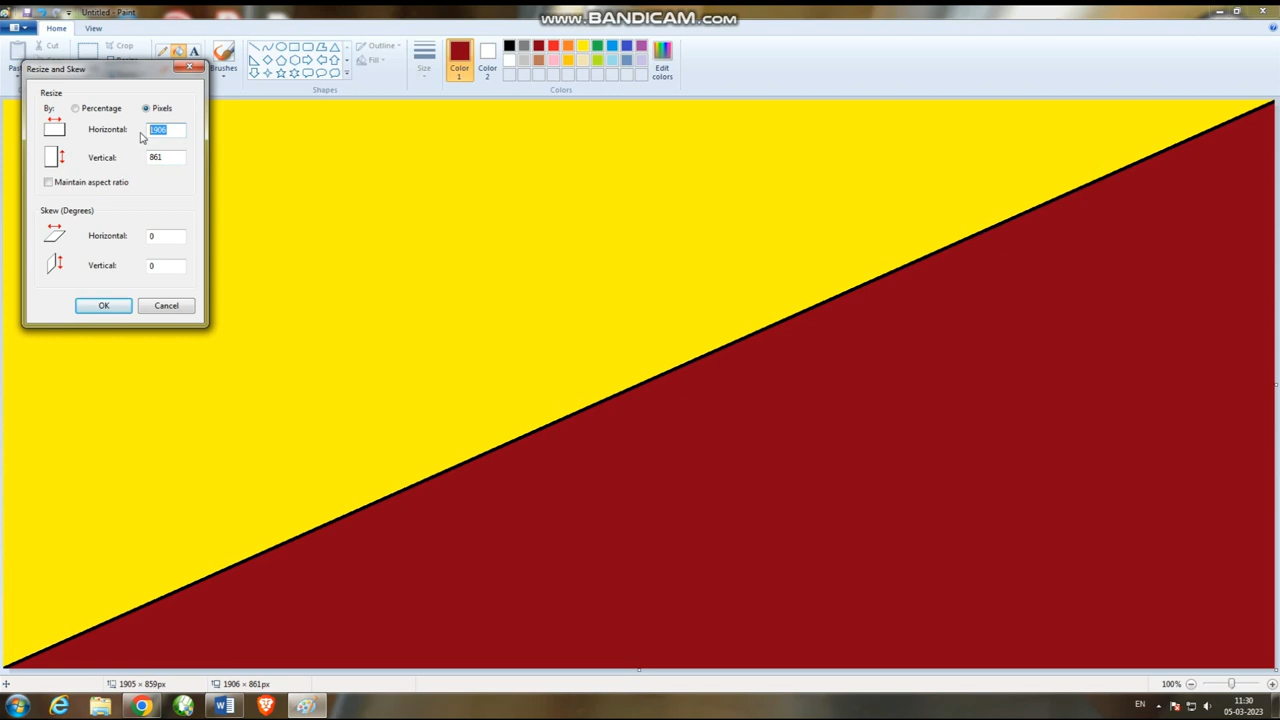 Untitled - Paint
www.BANDICAM.com
Home
View
Cut
Crop
Outline
Fill
Brushes
Size
Color 1
Color 2
Edit colors
Shapes
Colors
Resize and Skew
Resize
By:
Percentage
Pixels
Horizontal:
1906
Vertical:
861
Maintain aspect ratio
Skew (Degrees)
Horizontal:
0
Vertical:
0
OK
Cancel
1905 × 859px
1906 × 861px
100%
EN
11:30
05-03-2023